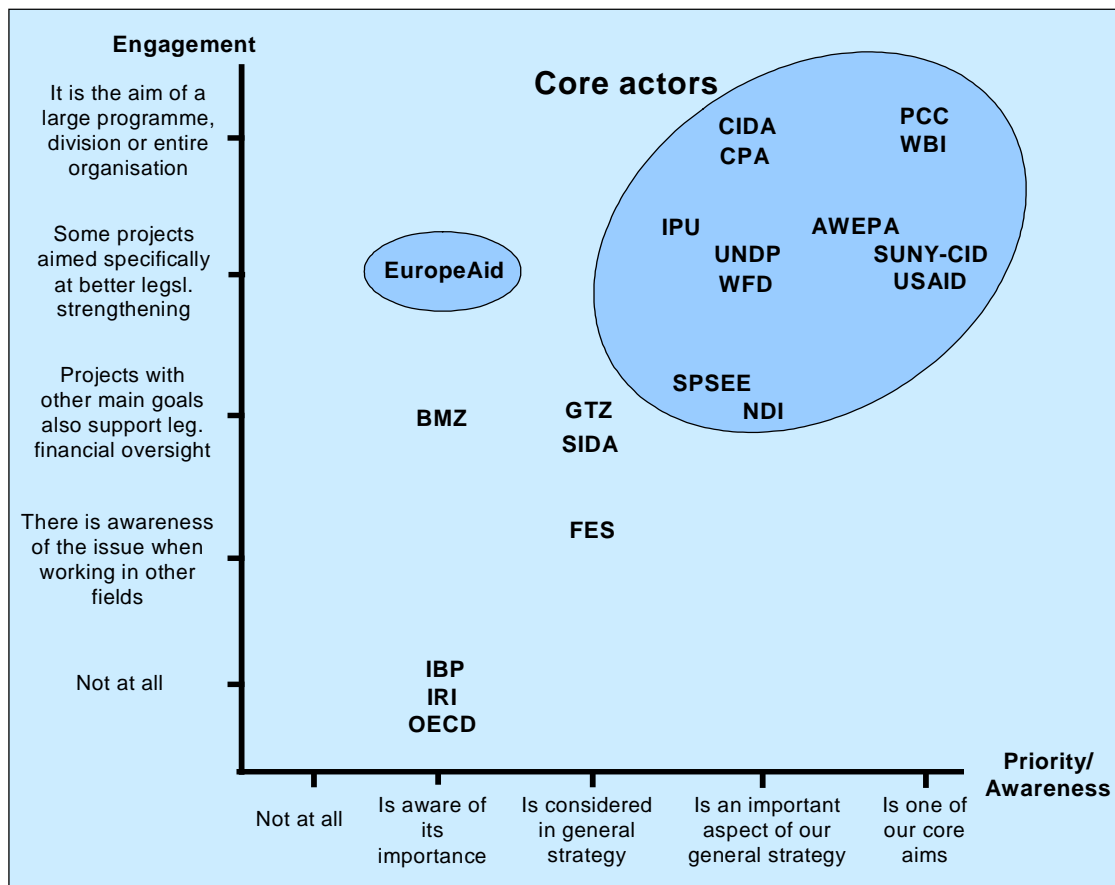 Engagement
Core actors
It is the aim of a
large programme,
division or entire
organisation
CIDA
CPA
PCC
WBI
Some projects
aimed specifically
at better legsl.
strengthening
EuropeAid
IPU
UNDP
WFD
AWEPA
SUNY-CID
USAID
Projects with
other main goals
also support leg.
financial oversight
BMZ
GTZ
SIDA
SPSEE
NDI
There is awareness
of the issue when
working in other
fields
FES
Not at all
IBP
IRI
OECD
Priority/
Awareness
Not at all
Is aware of
its
importance
Is considered
in general
strategy
Is an important
aspect of our
general strategy
Is one of
our core
aims